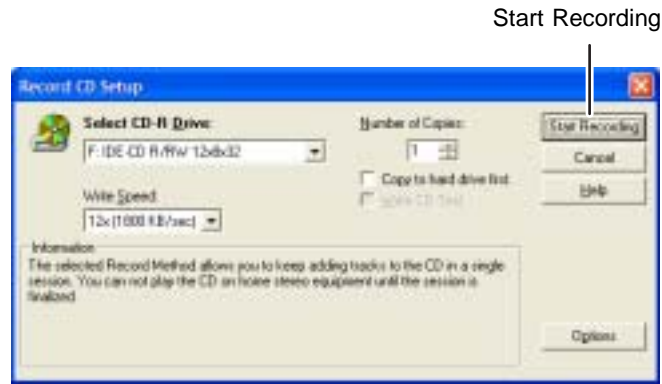 Start Recording
Record CD Setup
Select CD-R Drive:
Number of Copies:
Start Recording
F: IDE-CD R/RW 12x8x32
1
Cancel
Copy to hard drive first
Help
Write Speed
12x (1800 KB/sec)
Information
The selected Record Method allows you to keep adding tracks to the CD in a single
session. You can not play the CD on home stereo equipment until the session is
finalized
Options